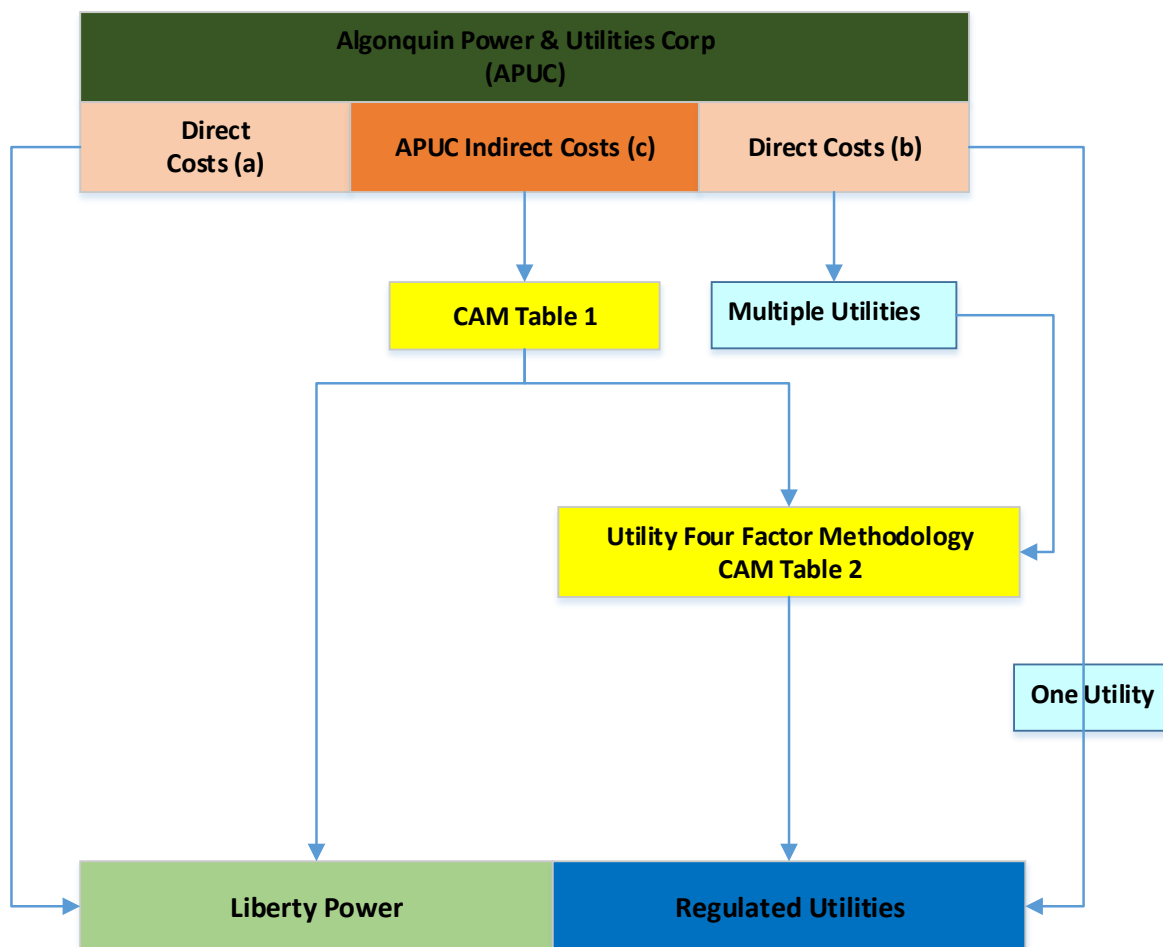 Algonquin Power & Utilities Corp
(APUC)
Direct
Costs (a)
APUC Indirect Costs (c)
Direct Costs (b)
CAM Table 1
Multiple Utilities
Utility Four Factor Methodology
CAM Table 2
One Utility
Liberty Power
Regulated Utilities